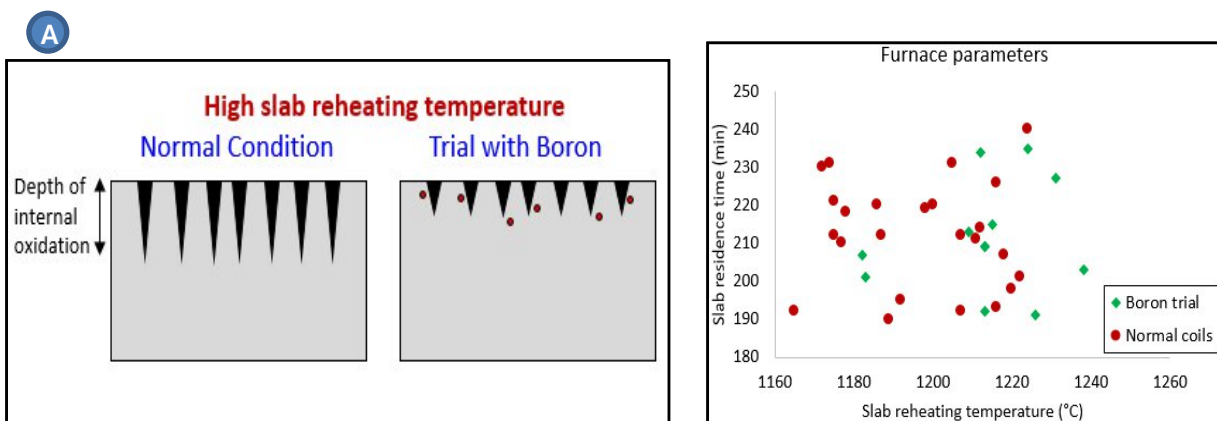 A
High slab reheating temperature
Normal Condition
Trial with Boron
Depth of
internal
oxidation
Furnace parameters
Slab residence time (min)
250
240
230
220
210
200
190
180
1160
1180
1200
1220
1240
1260
Slab reheating temperature (°C)
Boron trial
Normal coils